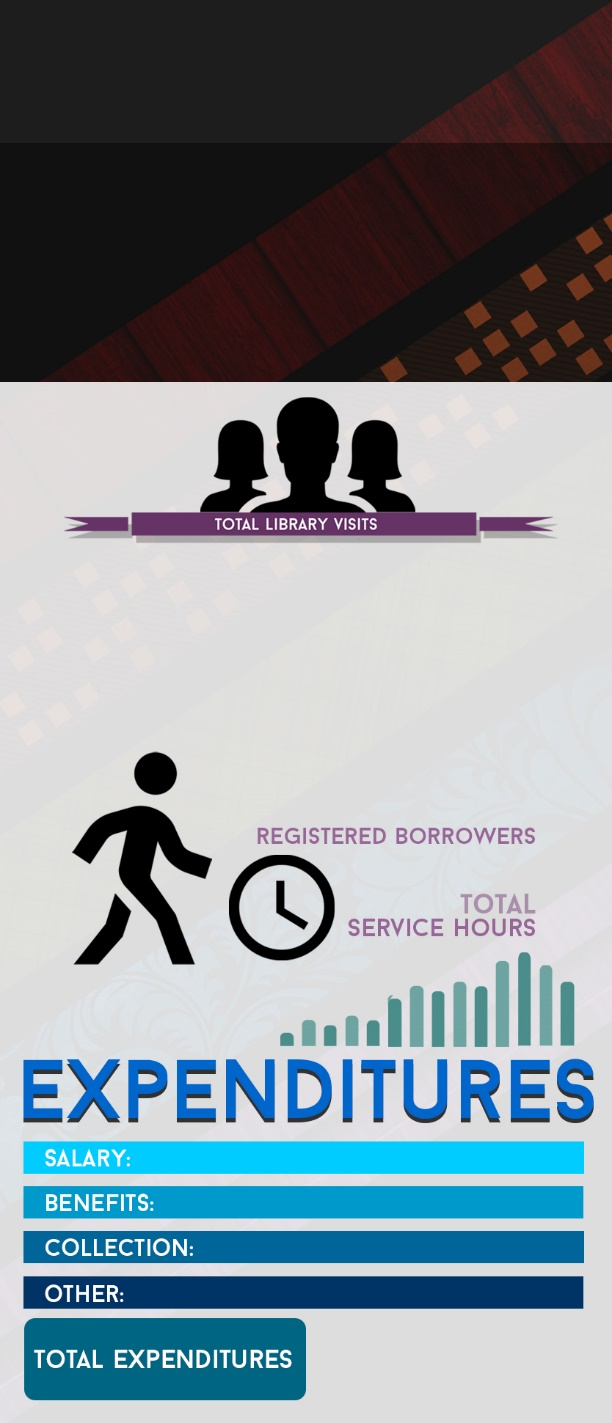 TOTAL LIBRARY VISITS
REGISTERED BORROWERS
TOTAL
SERVICE HOURS
EXPENDITURES
SALARY:
BENEFITS:
COLLECTION:
OTHER:
TOTAL EXPENDITURES